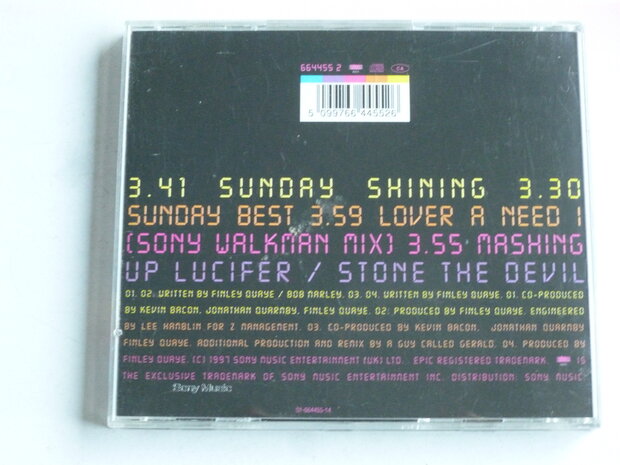 664455 2
5 099766 445526
3.41 SUNDAY SHINING 3.30
SUNDAY BEST 3.59 LOVER A NEED I
(SONY WALKMAN MIX) 3.55 MASHING
UP LUCIFER / STONE THE DEVIL
01. 02. WRITTEN BY FINLEY QUAYE / BOB MARLEY. 03. 04. WRITTEN BY FINLEY QUAYE. 01. CO-PRODUCED
BY KEVIN BACON. JONATHAN QUARMBY. FINLEY QUAYE. 02. PRODUCED BY FINLEY QUAYE. ENGINEERED
BY LEE HAMBLIN FOR Z MANAGEMENT. 03. CO-PRODUCED BY KEVIN BACON. JONATHAN QUARMBY
FINLEY QUAYE. ADDITIONAL PRODUCTION AND REMIX BY A GUY CALLED GERALD. 04. PRODUCED BY
FINLEY QUAYE. (C) 1997 SONY MUSIC ENTERTAINMENT (UK) LTD. EPIC REGISTERED TRADEMARK. IS
THE EXCLUSIVE TRADEMARK OF SONY MUSIC ENTERTAINMENT INC. DISTRIBUTION: SONY MUSIC
Sony Music
01-664455-14